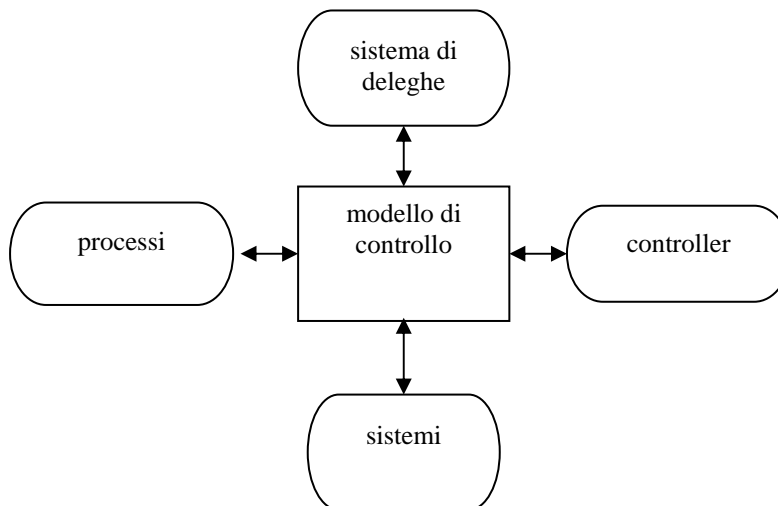 sistema di
deleghe
processi
modello di
controllo
controller
sistemi